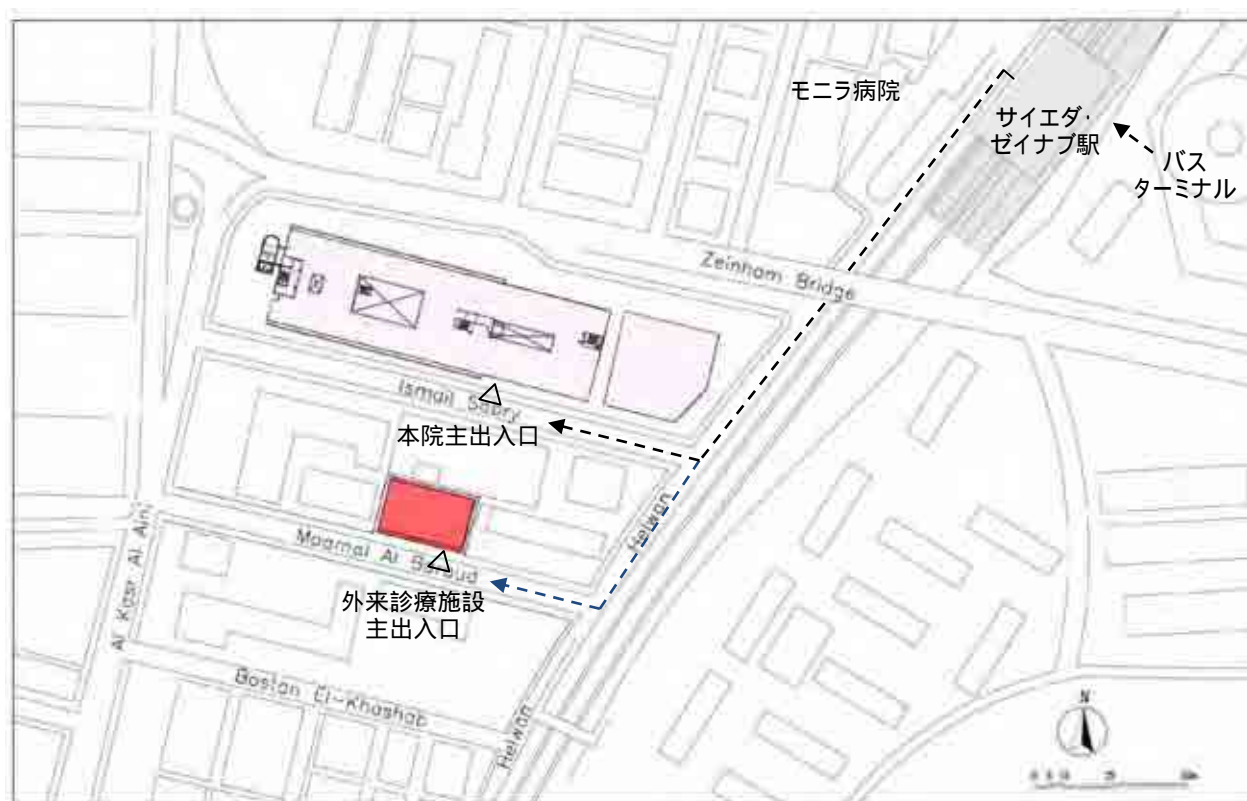 モニラ病院
サイエダ・
ゼイナブ駅
バス
ターミナル
Zeinhom Bridge
Ismail Sabry
本院主出入口
Helwan
Al Kasr Al Aini
Maamal Al Baroud
外来診療施設
主出入口
Bostan El-Khashab
Helwan
N